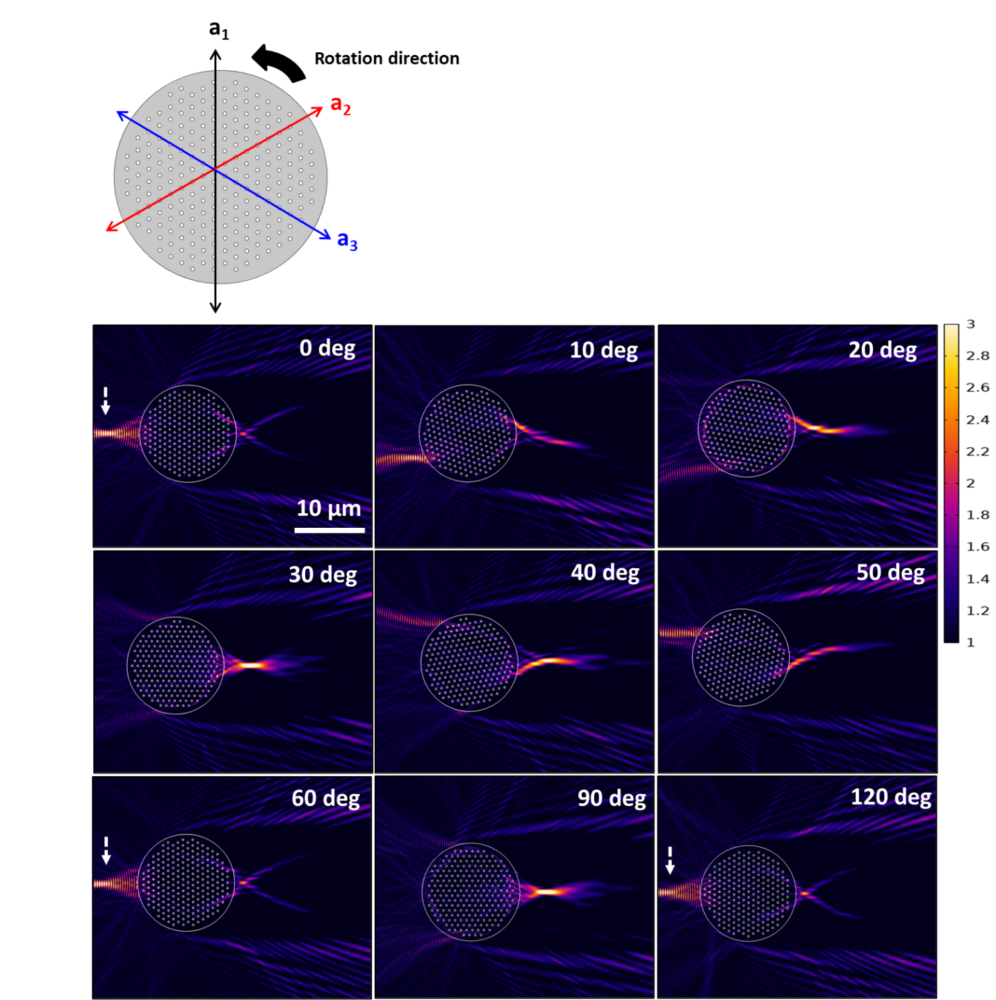 a1
Rotation direction
a2
a3
0 deg
10 deg
20 deg
10 µm
30 deg
40 deg
50 deg
60 deg
90 deg
120 deg
3
2.8
2.6
2.4
2.2
2
1.8
1.6
1.4
1.2
1